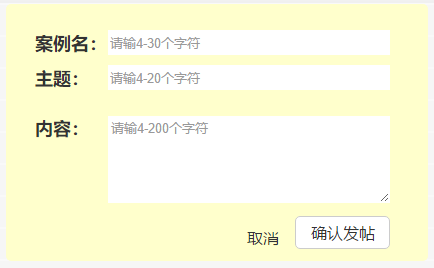 案例名： 请输4-30个字符
主题： 请输4-20个字符
内容： 请输4-200个字符
取消 确认发帖